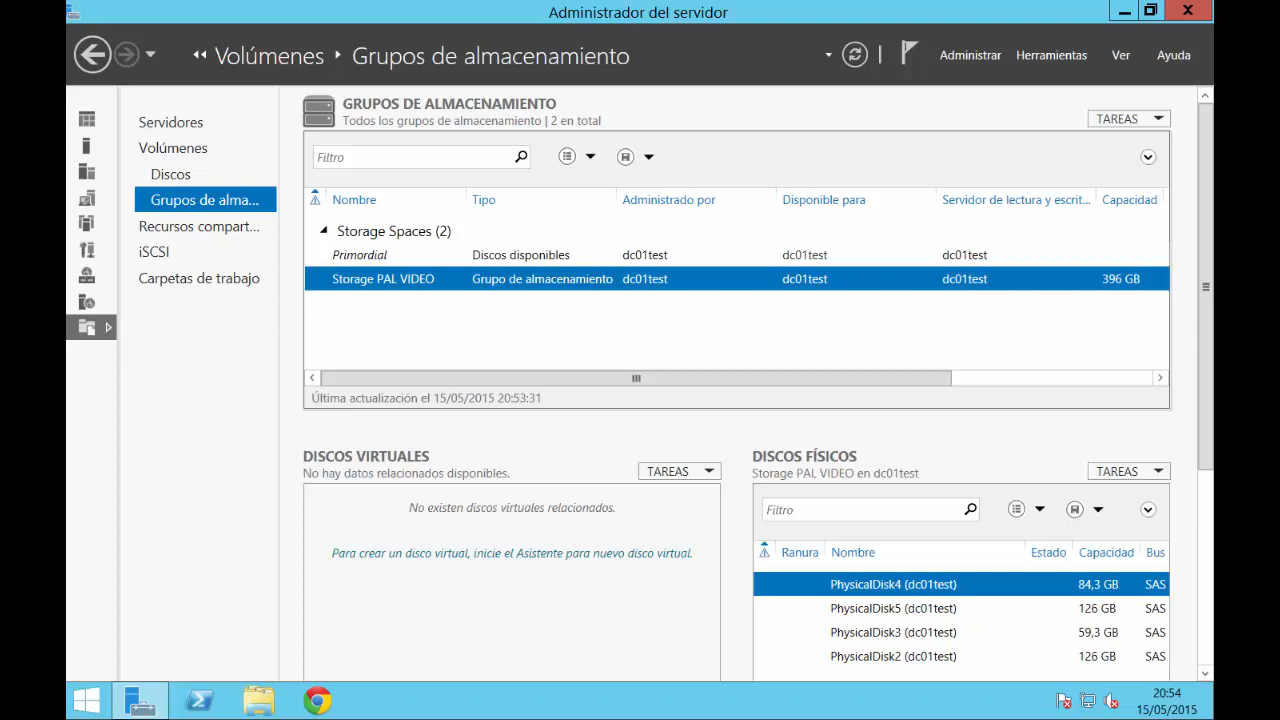 Administrador del servidor
Volúmenes Grupos de almacenamiento
Administrar Herramientas Ver Ayuda
Servidores
Volúmenes
Discos
Grupos de alma...
Recursos compart...
iSCSI
Carpetas de trabajo
GRUPOS DE ALMACENAMIENTO
Todos los grupos de almacenamiento | 2 en total
TAREAS
Filtro
Nombre Tipo Administrado por Disponible para Servidor de lectura y escrit... Capacidad
Storage Spaces (2)
Primordial Discos disponibles dc01test dc01test dc01test
Storage PAL VIDEO Grupo de almacenamiento dc01test dc01test dc01test 396 GB
Última actualización el 15/05/2015 20:53:31
DISCOS VIRTUALES
No hay datos relacionados disponibles.
TAREAS
No existen discos virtuales relacionados.
Para crear un disco virtual, inicie el Asistente para nuevo disco virtual.
DISCOS FÍSICOS
Storage PAL VIDEO en dc01test
TAREAS
Filtro
Ranura Nombre Estado Capacidad Bus
PhysicalDisk4 (dc01test) 84,3 GB SAS
PhysicalDisk5 (dc01test) 126 GB SAS
PhysicalDisk3 (dc01test) 59,3 GB SAS
PhysicalDisk2 (dc01test) 126 GB SAS
20:54
15/05/2015